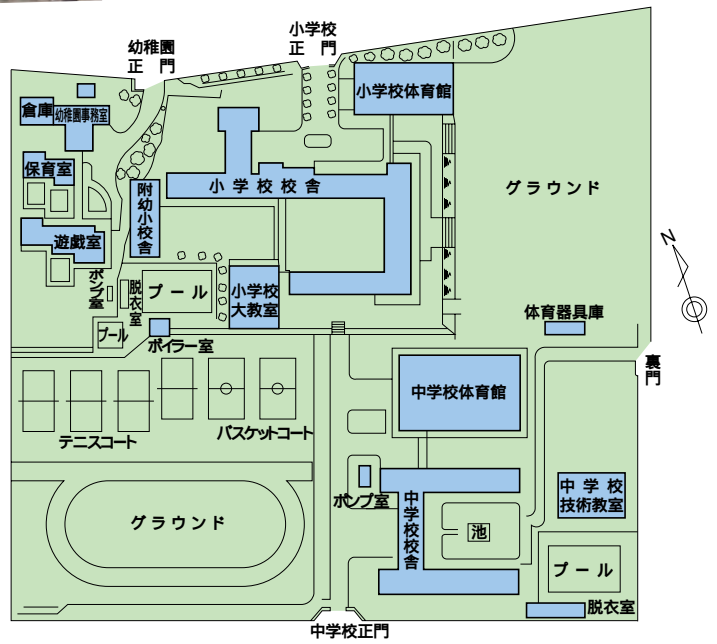 幼稚園
正門
小学校
正門
倉庫
幼稚園事務室
小学校体育館
保育室
附幼小校舎
小学校校舎
グラウンド
遊戯室
N
ポンプ室
脱衣室
プール
小学校
大教室
プール
ボイラー室
体育器具庫
裏門
中学校体育館
テニスコート
バスケットコート
ポンプ室
中学校校舎
池
中学校
技術教室
グラウンド
プール
脱衣室
中学校正門